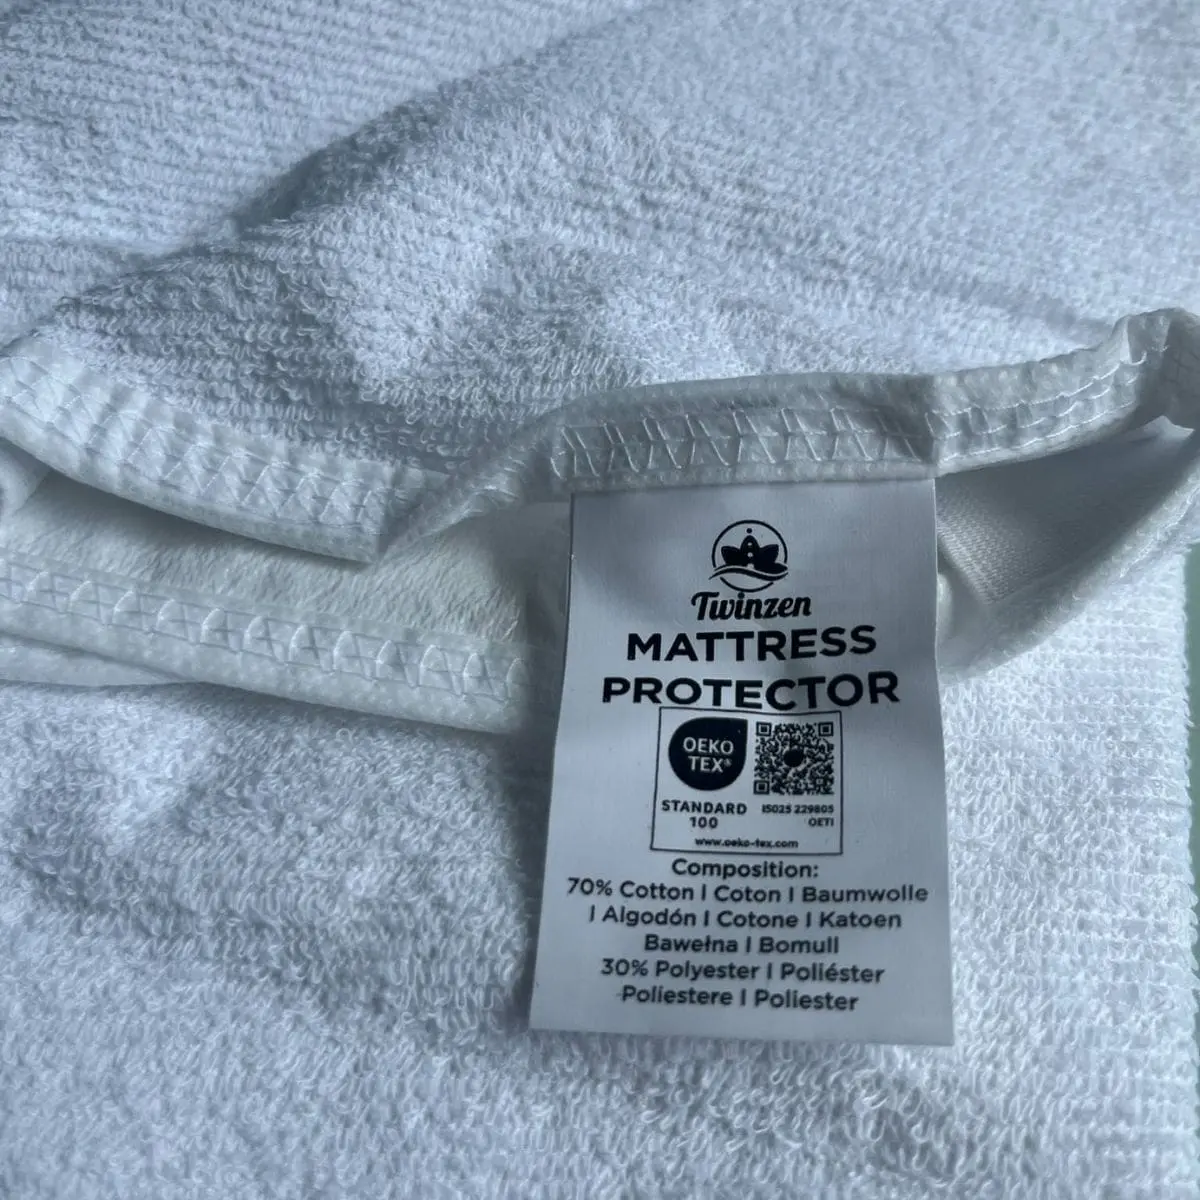 Twinzen
MATTRESS
PROTECTOR
OEKO
TEX®
STANDARD
100
IS025 229805
OETI
www.oeko-tex.com
Composition:
70% Cotton | Coton | Baumwolle
| Algodón | Cotone | Katoen
Bawełna | Bomull
30% Polyester | Poliéster
Poliestere | Poliester